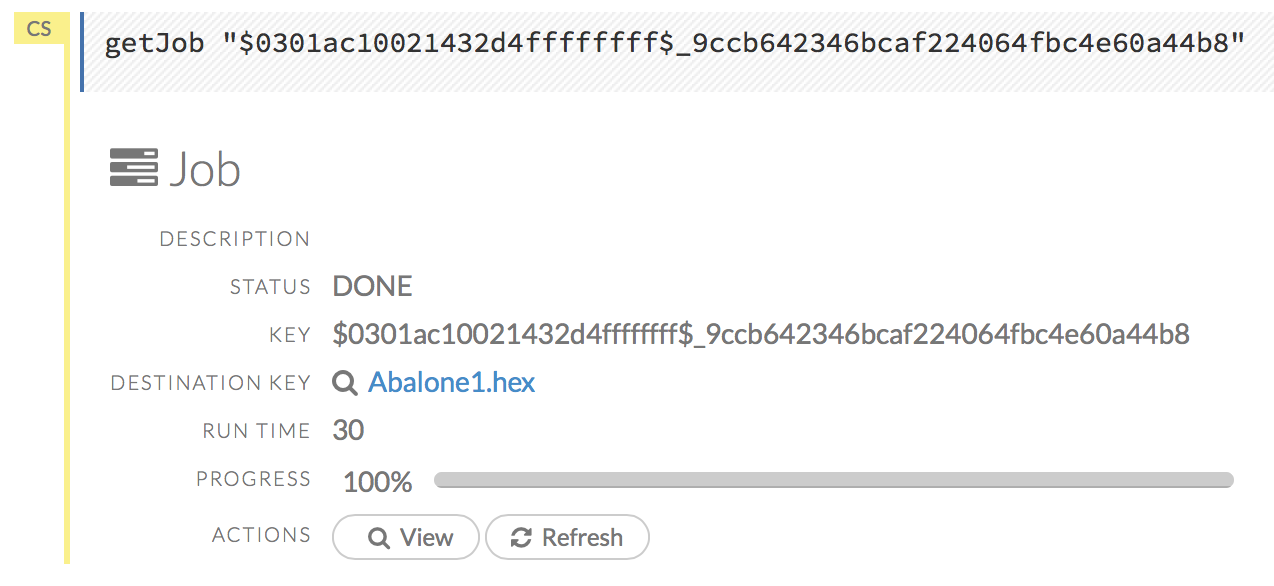 CS
getJob "$0301ac10021432d4ffffffff$_9ccb642346bcaf224064fbc4e60a44b8"
Job
DESCRIPTION
STATUS DONE
KEY $0301ac10021432d4ffffffff$_9ccb642346bcaf224064fbc4e60a44b8
DESTINATION KEY Abalone1.hex
RUN TIME 30
PROGRESS 100%
ACTIONS View Refresh